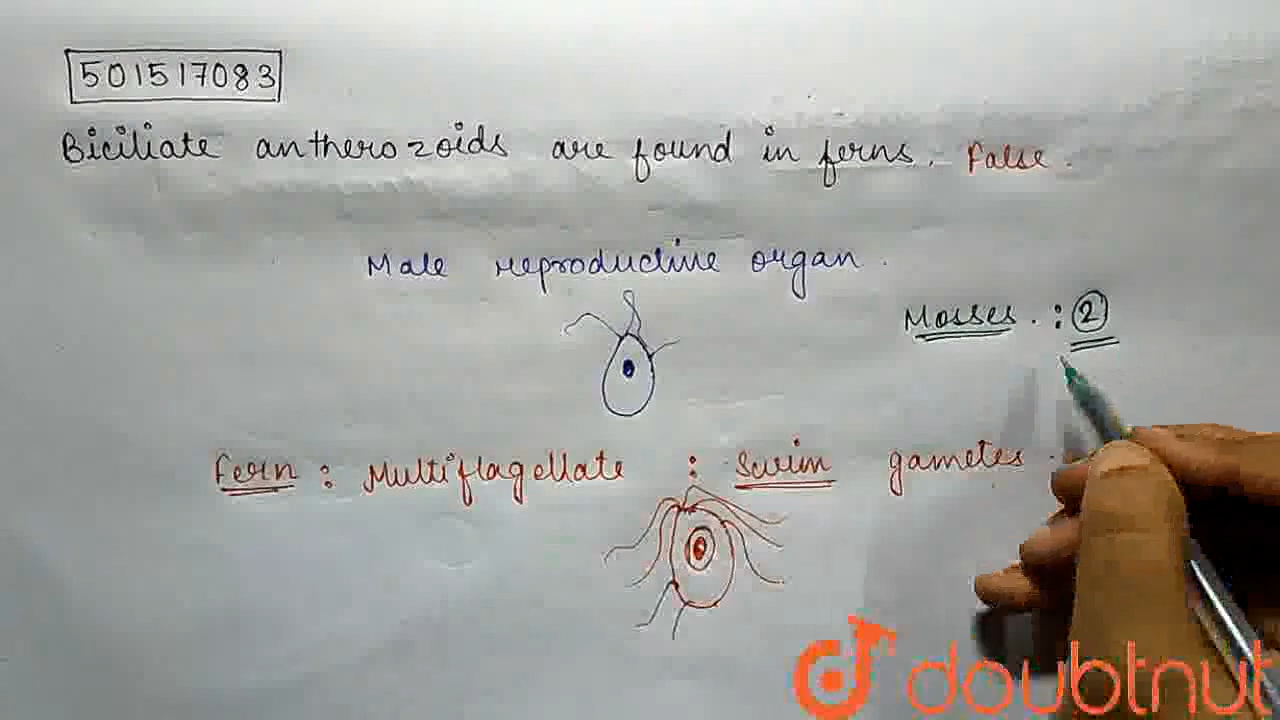 501517083
Biciliate antherozoids are found in ferns. False.
Male reproductive organ.
Mosses. : 2
Fern : Multiflagellate : Swim gametes.
doubtnut